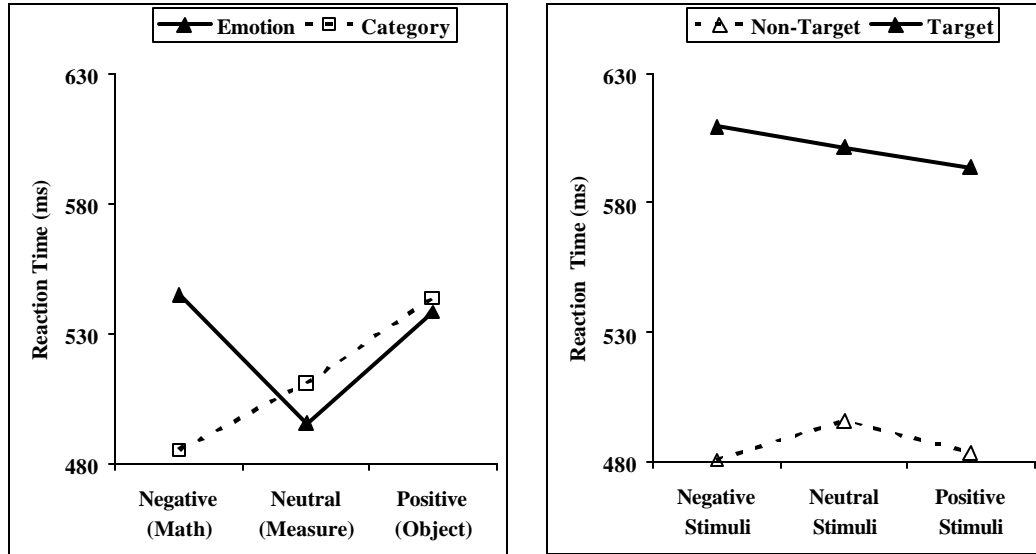 Emotion Category
630
580
530
480
Reaction Time (ms)
Negative Neutral Positive
(Math) (Measure) (Object)
Non-Target Target
630
580
530
480
Reaction Time (ms)
Negative Neutral Positive
Stimuli Stimuli Stimuli